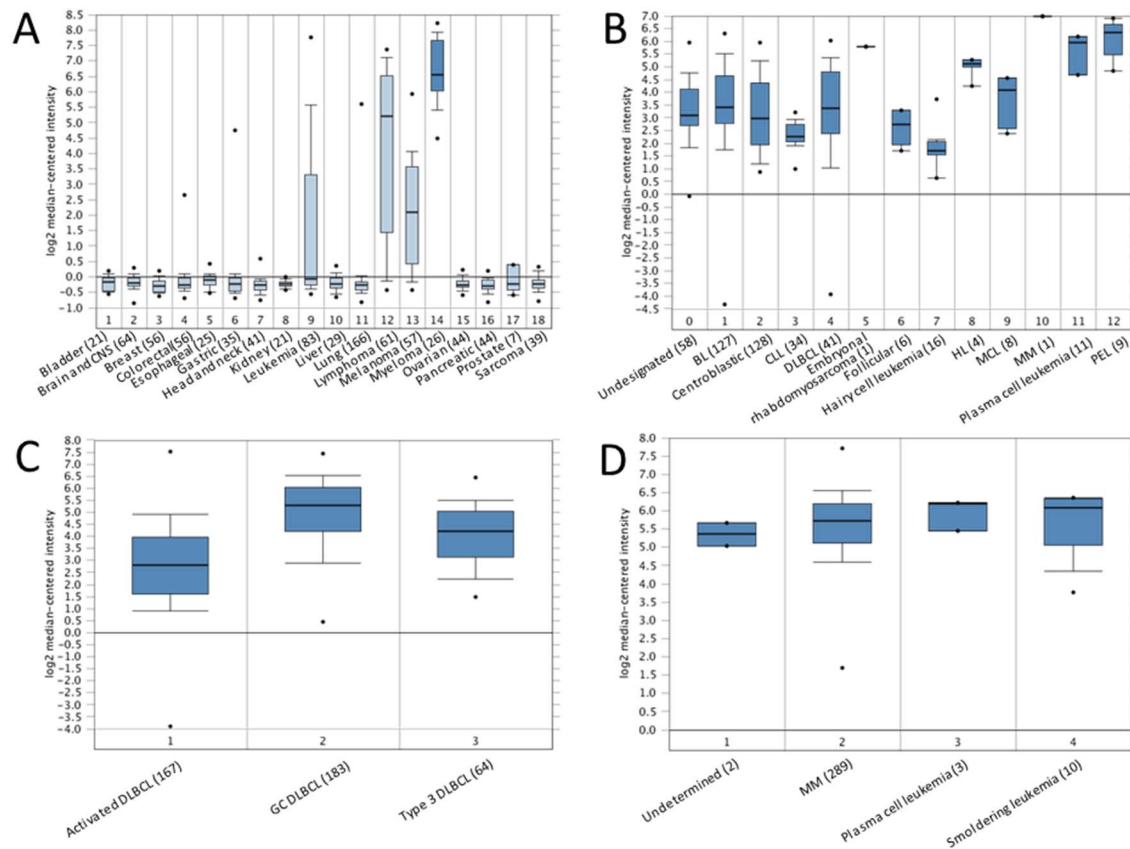 A
log2 median-centered intensity
8.5
8.0
7.5
7.0
6.5
6.0
5.5
5.0
4.5
4.0
3.5
3.0
2.5
2.0
1.5
1.0
0.5
-0.0
-0.5
-1.0
1 2 3 4 5 6 7 8 9 10 11 12 13 14 15 16 17 18
Bladder (21)
Brain and CNS (64)
Breast (56)
Colorectal(56)
Esophageal (25)
Gastric (35)
Head and neck (41)
Kidney (21)
Leukemia (83)
Liver (29)
Lung (166)
Lymphoma (61)
Melanoma (57)
Myeloma (26)
Ovarian (44)
Pancreatic (44)
Prostate (7)
Sarcoma (39)
B
log2 median-centered intensity
7.0
6.5
6.0
5.5
5.0
4.5
4.0
3.5
3.0
2.5
2.0
1.5
1.0
0.5
0.0
-0.5
-1.0
-1.5
-2.0
-2.5
-3.0
-3.5
-4.0
-4.5
0 1 2 3 4 5 6 7 8 9 10 11 12
Undesignated (58)
BL (127)
Centroblastic (128)
CLL (34)
DLBCL (41)
Embryonal
rhabdomyosarcoma (1)
Follicular (6)
Hairy cell leukemia (16)
HL (4)
MCL (8)
MM (1)
Plasma cell leukemia (11)
PEL (9)
C
log2 median-centered intensity
8.0
7.5
7.0
6.5
6.0
5.5
5.0
4.5
4.0
3.5
3.0
2.5
2.0
1.5
1.0
0.5
0.0
-0.5
-1.0
-1.5
-2.0
-2.5
-3.0
-3.5
-4.0
1 2 3
Activated DLBCL (167)
GC DLBCL (183)
Type 3 DLBCL (64)
D
log2 median-centered intensity
8.0
7.5
7.0
6.5
6.0
5.5
5.0
4.5
4.0
3.5
3.0
2.5
2.0
1.5
1.0
0.5
0.0
1 2 3 4
Undetermined (2)
MM (289)
Plasma cell leukemia (3)
Smoldering leukemia (10)